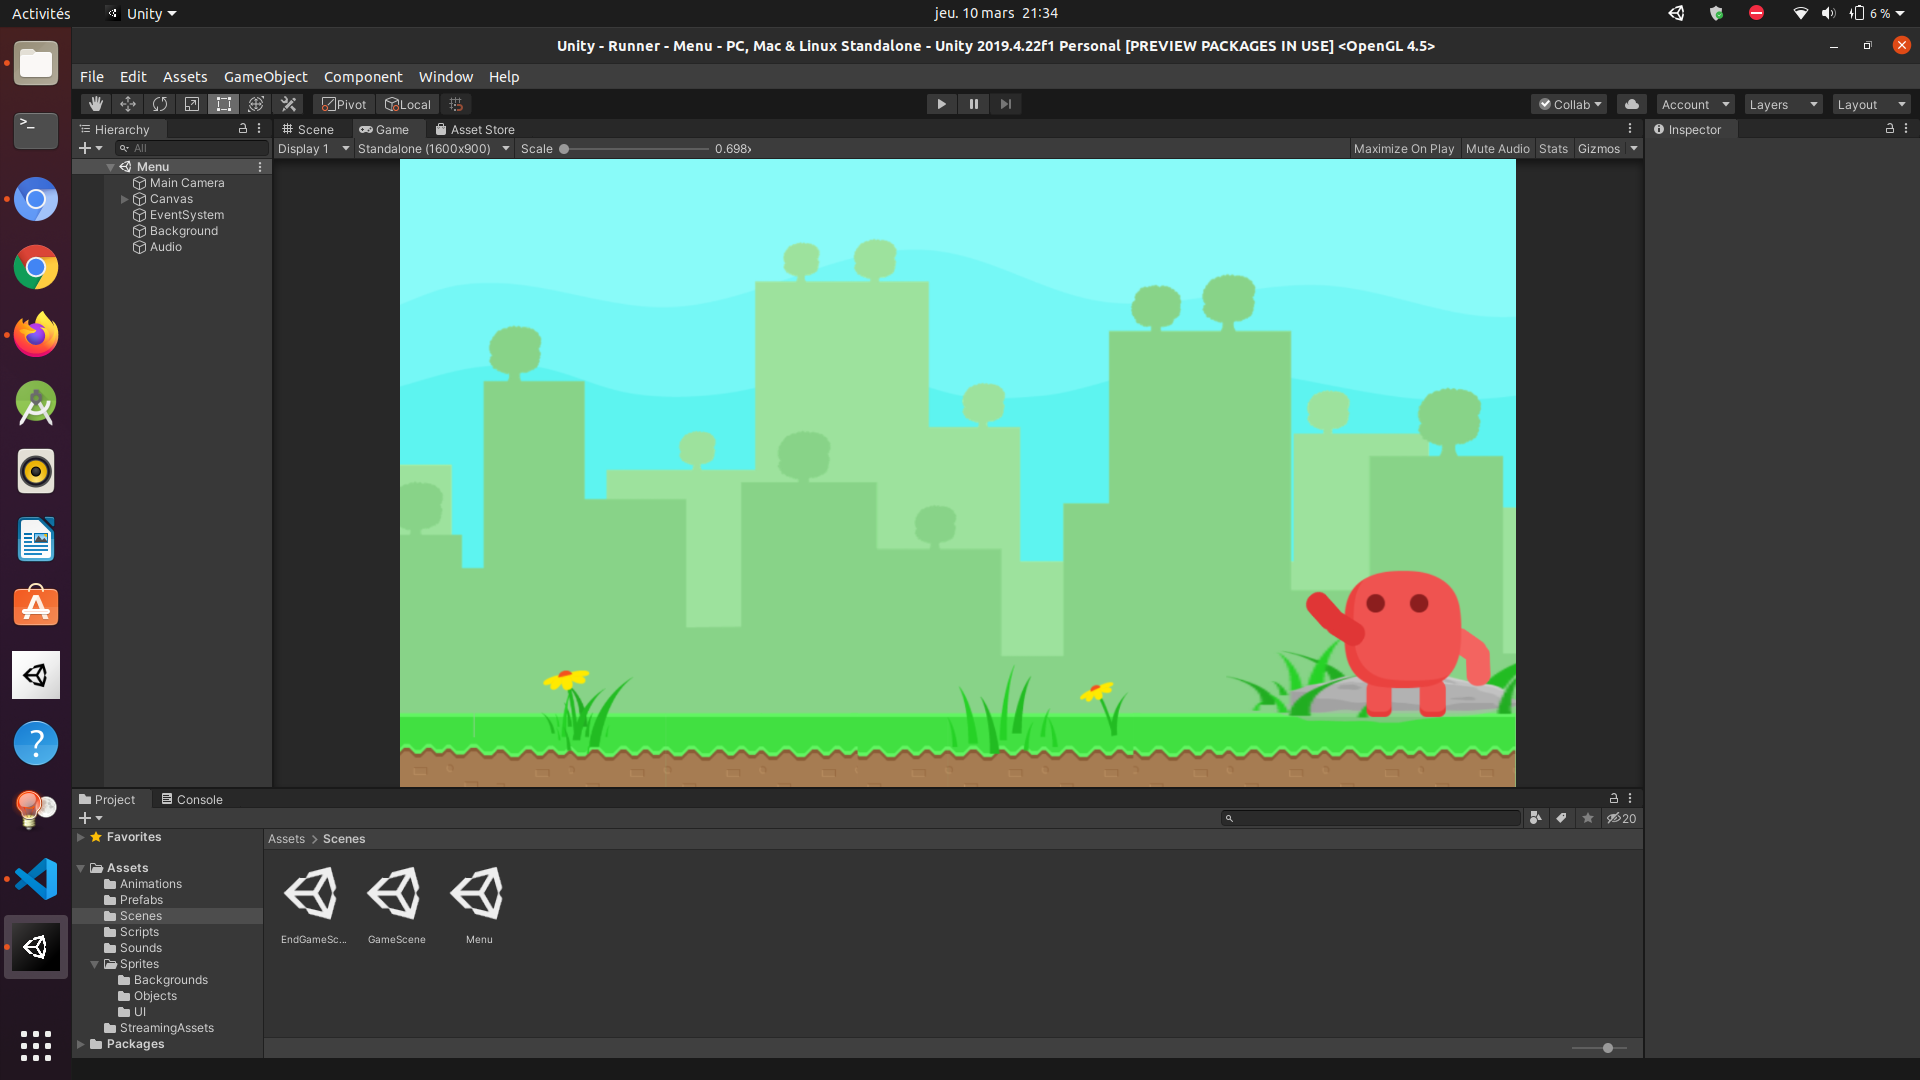 Activités Unity jeu. 10 mars 21:34 6 %
Unity - Runner - Menu - PC, Mac & Linux Standalone - Unity 2019.4.22f1 Personal [PREVIEW PACKAGES IN USE] <OpenGL 4.5>
File Edit Assets GameObject Component Window Help
Pivot Local Collab Account Layers Layout
Hierarchy Scene Game Asset Store Inspector
All Display 1 Standalone (1600x900) Scale 0.698x Maximize On Play Mute Audio Stats Gizmos
Menu
Main Camera
Canvas
EventSystem
Background
Audio
Project Console
20
Favorites Assets > Scenes
Assets
Animations
Prefabs
Scenes
Scripts
Sounds
Sprites
Backgrounds
Objects
UI
StreamingAssets
Packages
EndGameSc... GameScene Menu